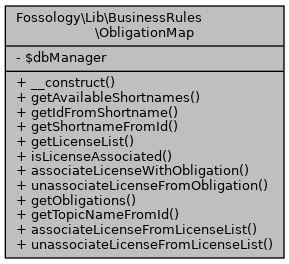 Fossology\Lib\BusinessRules
\ObligationMap
- $dbManager
+ __construct()
+ getAvailableShortnames()
+ getIdFromShortname()
+ getShortnameFromId()
+ getLicenseList()
+ isLicenseAssociated()
+ associateLicenseWithObligation()
+ unassociateLicenseFromObligation()
+ getObligations()
+ getTopicNameFromId()
+ associateLicenseFromLicenseList()
+ unassociateLicenseFromLicenseList()